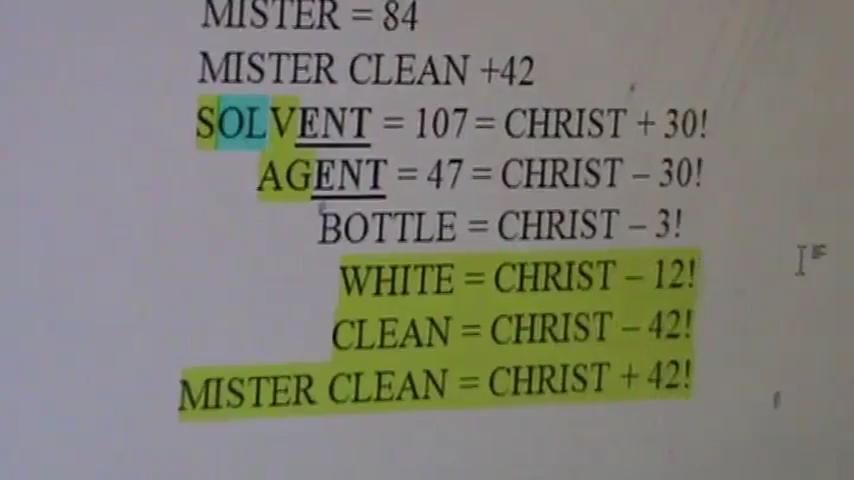 MISTER = 84
MISTER CLEAN +42
SOLVENT = 107 = CHRIST + 30!
AGENT = 47 = CHRIST – 30!
BOTTLE = CHRIST – 3!
WHITE = CHRIST – 12!
CLEAN = CHRIST – 42!
MISTER CLEAN = CHRIST + 42!